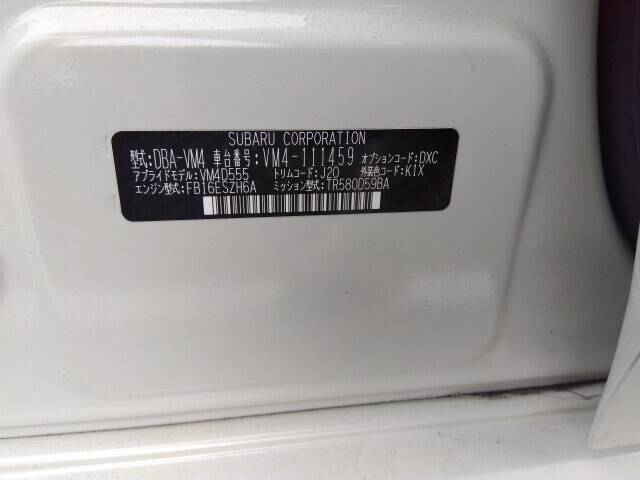 SUBARU CORPORATION
型式:DBA-VM4 車台番号:VM4-111459 オプションコード:DXC
アプライドモデル:VM4D555 トリムコード:J20 外装色コード:K1X
エンジン型式:FB16ESZH6A ミッション型式:TR580D59BA